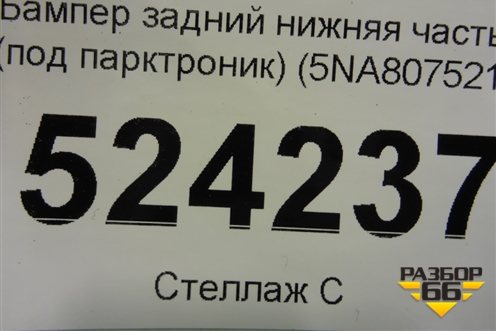 Бампер задний нижняя часть
(под парктроник) (5NA807521
524237
Стеллаж С
РАЗБОР
66